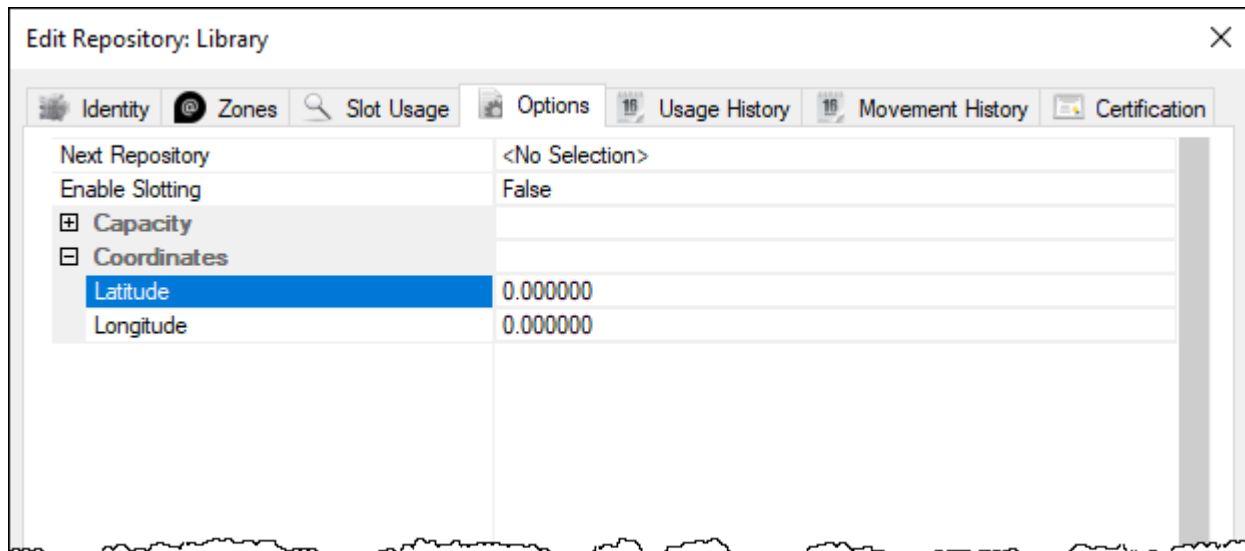 Edit Repository: Library
Identity Zones Slot Usage Options Usage History Movement History Certification
Next Repository <No Selection>
Enable Slotting False
Capacity
Coordinates
Latitude 0.000000
Longitude 0.000000